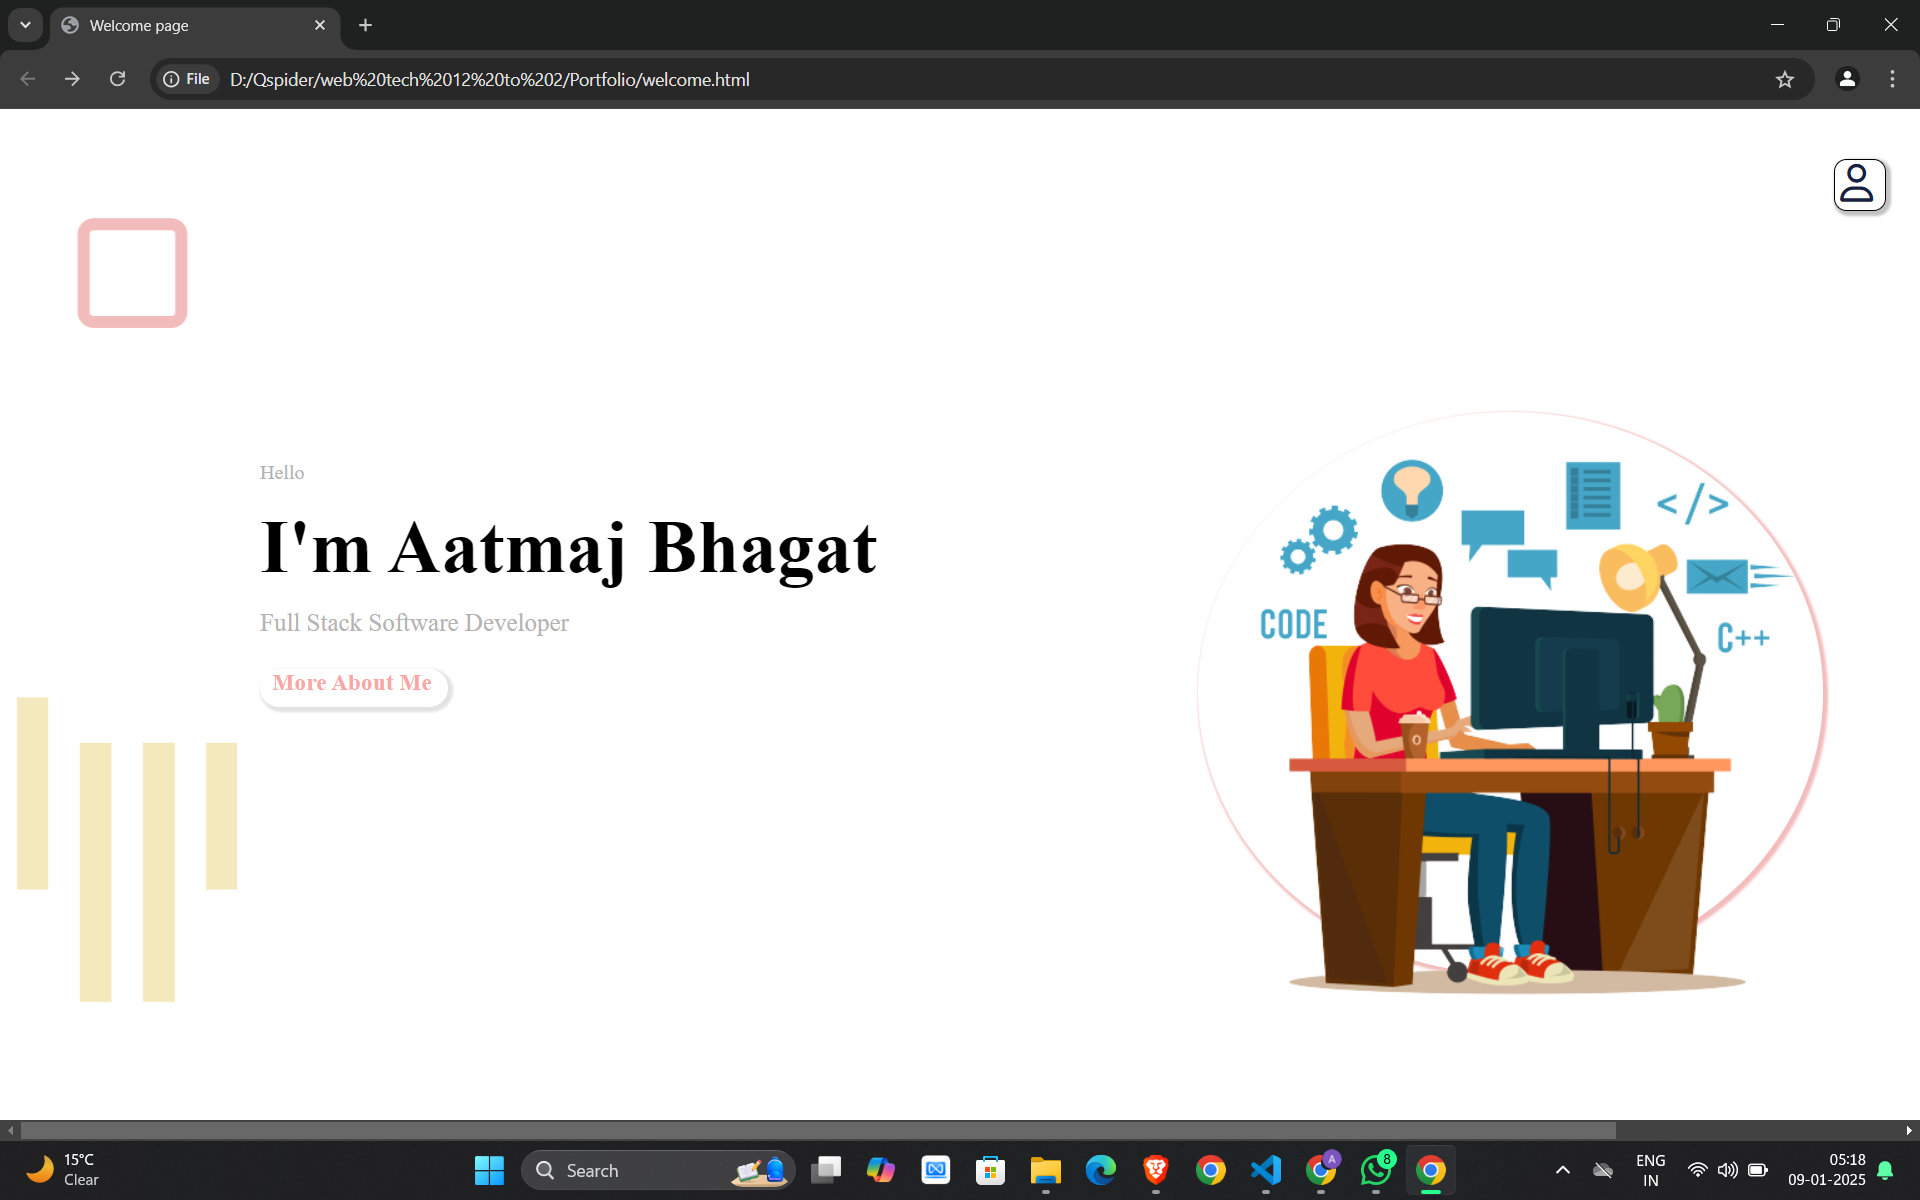 Welcome page
File
D:/Qspider/web%20tech%2012%20to%202/Portfolio/welcome.html
Hello
I'm Aatmaj Bhagat
Full Stack Software Developer
More About Me
CODE
</>
C++
15°C
Clear
Search
A
8
ENG
IN
05:18
09-01-2025